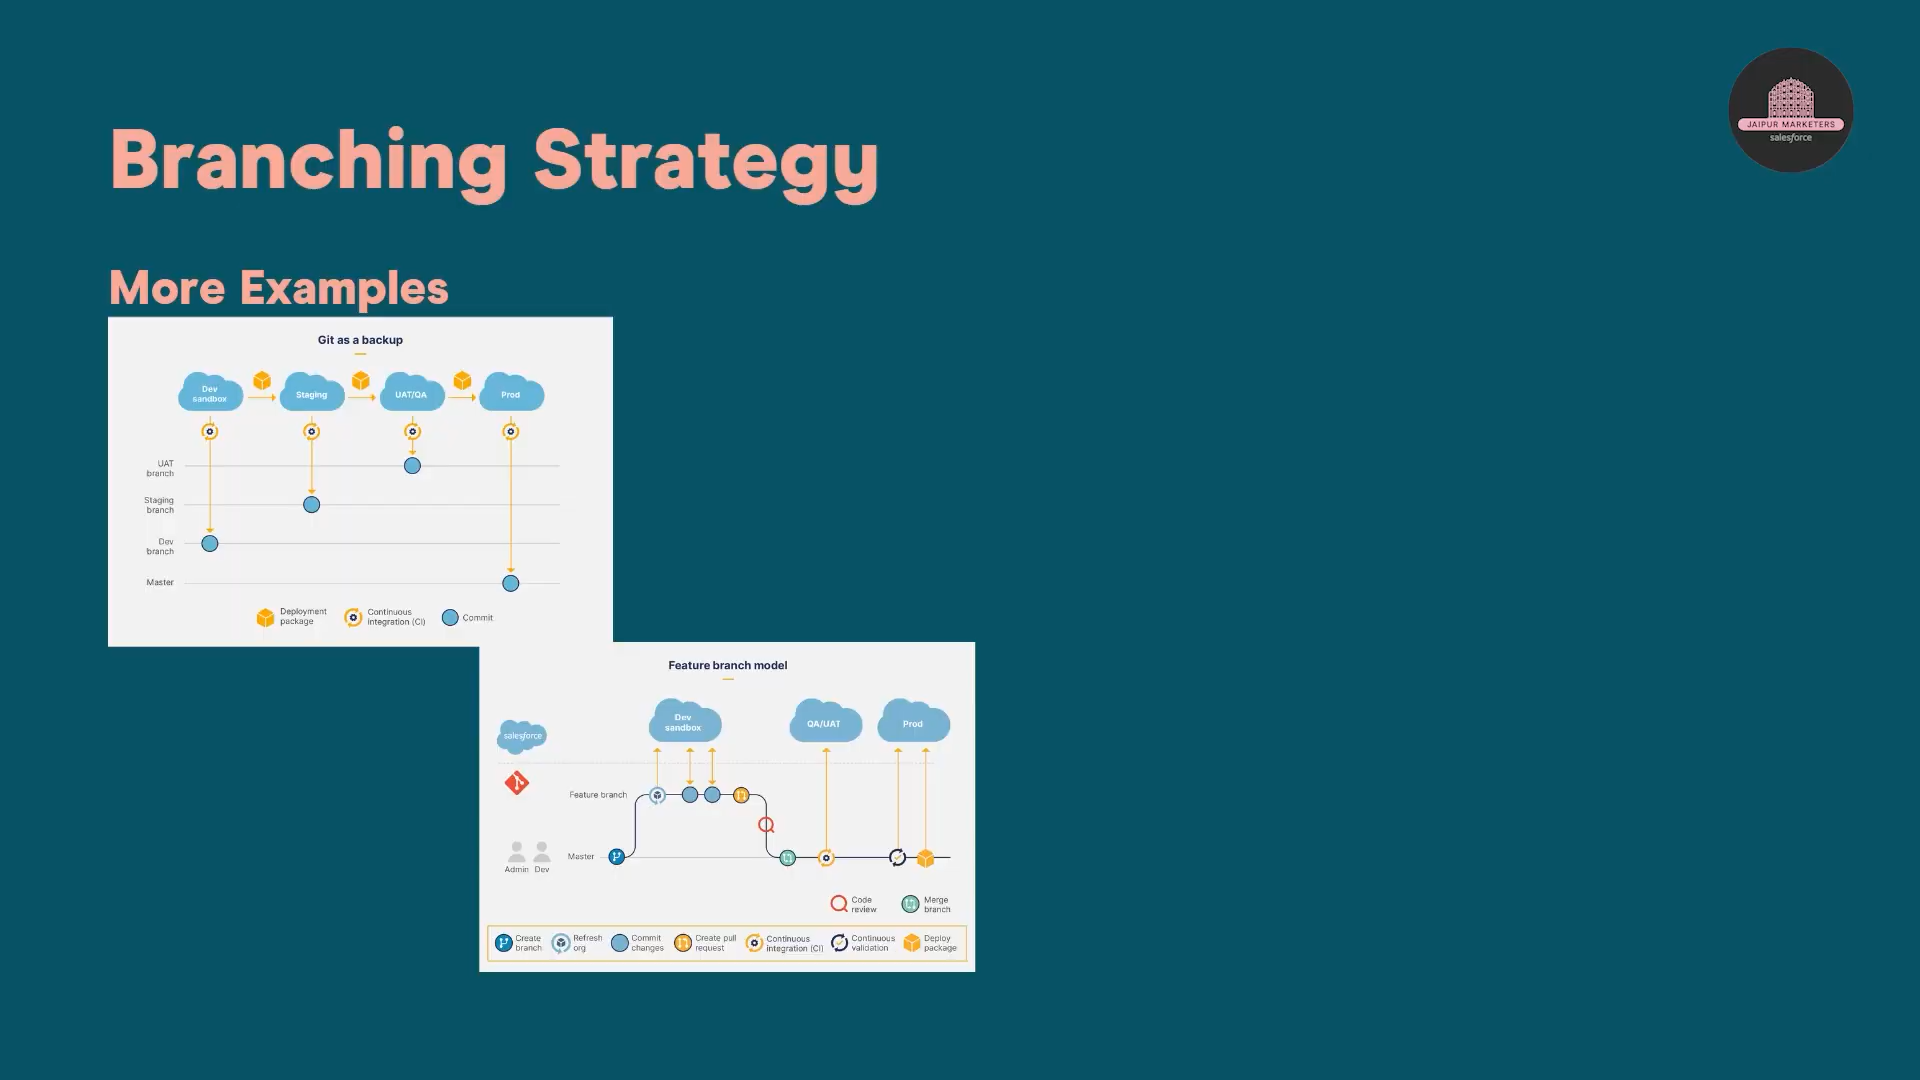 Branching Strategy
JAIPUR MARKETERS
salesforce
More Examples
Git as a backup
Dev
sandbox
Staging
UAT/QA
Prod
UAT
branch
Staging
branch
Dev
branch
Master
Deployment
package
Continuous
integration (CI)
Commit
Feature branch model
salesforce
Dev
sandbox
QA/UAT
Prod
Feature branch
Master
Admin
Dev
Code
review
Merge
branch
Create
branch
Refresh
org
Commit
changes
Create pull
request
Continuous
integration (CI)
Continuous
validation
Deploy
package